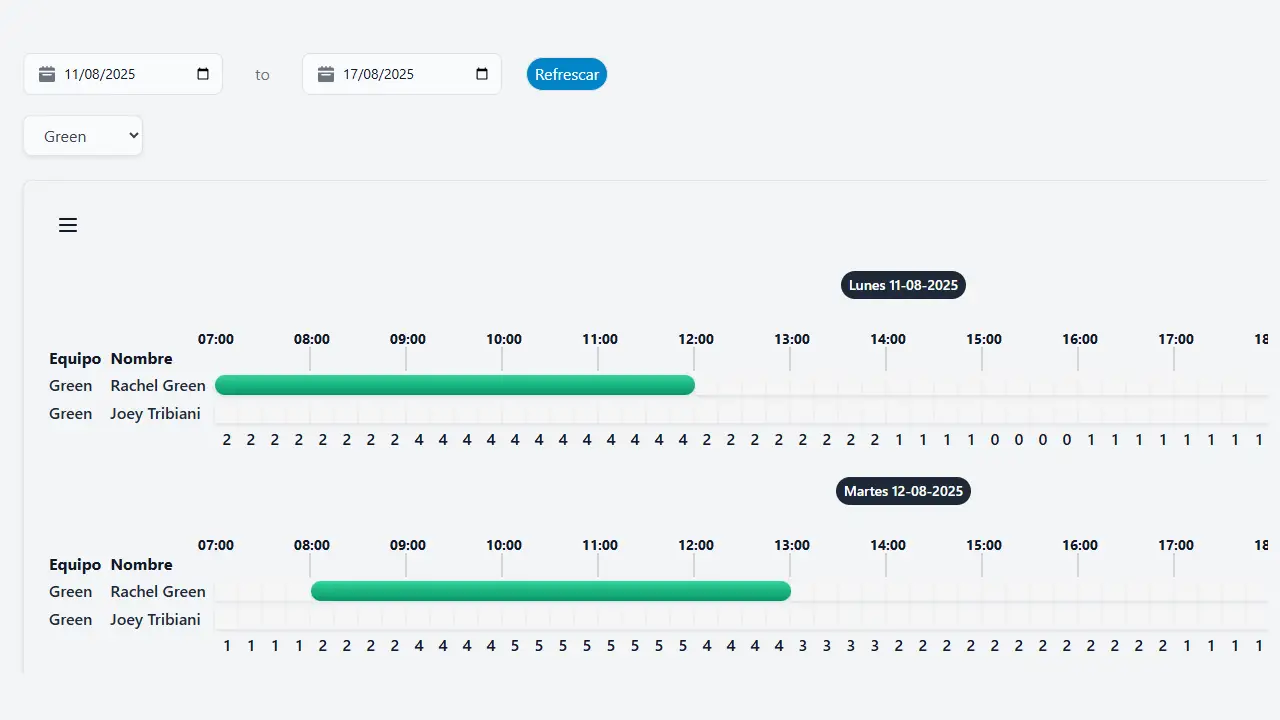 11/08/2025 to 17/08/2025 Refrescar
Green
Lunes 11-08-2025
07:00 08:00 09:00 10:00 11:00 12:00 13:00 14:00 15:00 16:00 17:00 18
Equipo Nombre
Green Rachel Green
Green Joey Tribiani
2 2 2 2 2 2 2 2 4 4 4 4 4 4 4 4 4 4 4 4 2 2 2 2 2 2 2 2 1 1 1 1 0 0 0 0 1 1 1 1 1 1 1 1
Martes 12-08-2025
07:00 08:00 09:00 10:00 11:00 12:00 13:00 14:00 15:00 16:00 17:00 18
Equipo Nombre
Green Rachel Green
Green Joey Tribiani
1 1 1 1 2 2 2 2 4 4 4 4 5 5 5 5 5 5 5 5 4 4 4 4 3 3 3 3 2 2 2 2 2 2 2 2 2 2 2 2 1 1 1 1